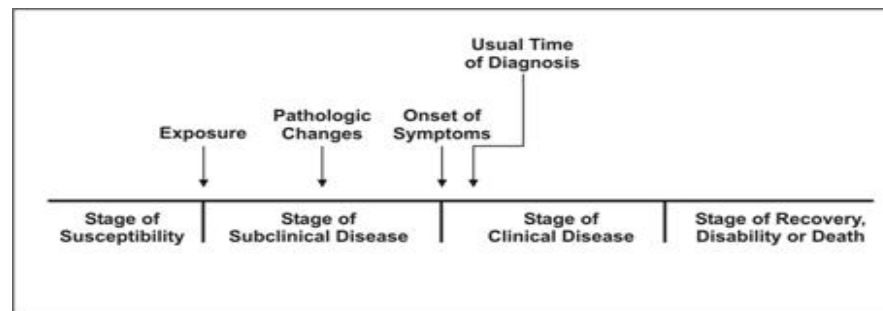 Usual Time
of Diagnosis
Pathologic
Changes
Onset of
Symptoms
Exposure
Stage of
Susceptibility
Stage of
Subclinical Disease
Stage of
Clinical Disease
Stage of Recovery,
Disability or Death